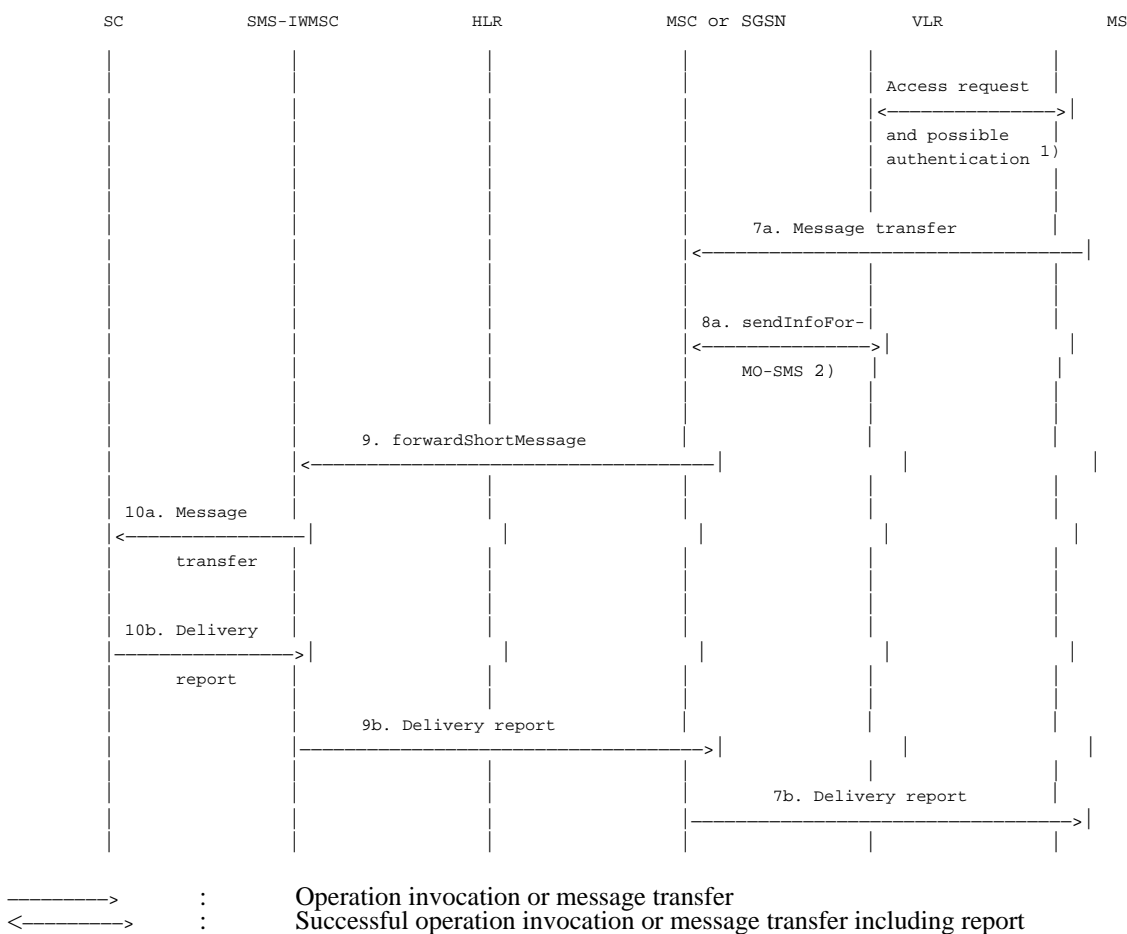 SC SMS-IWMSC HLR MSC or SGSN VLR MS
Access request
and possible
authentication 1)
7a. Message transfer
8a. sendInfoFor-
MO-SMS 2)
9. forwardShortMessage
10a. Message
transfer
10b. Delivery
report
9b. Delivery report
7b. Delivery report
: Operation invocation or message transfer
: Successful operation invocation or message transfer including report